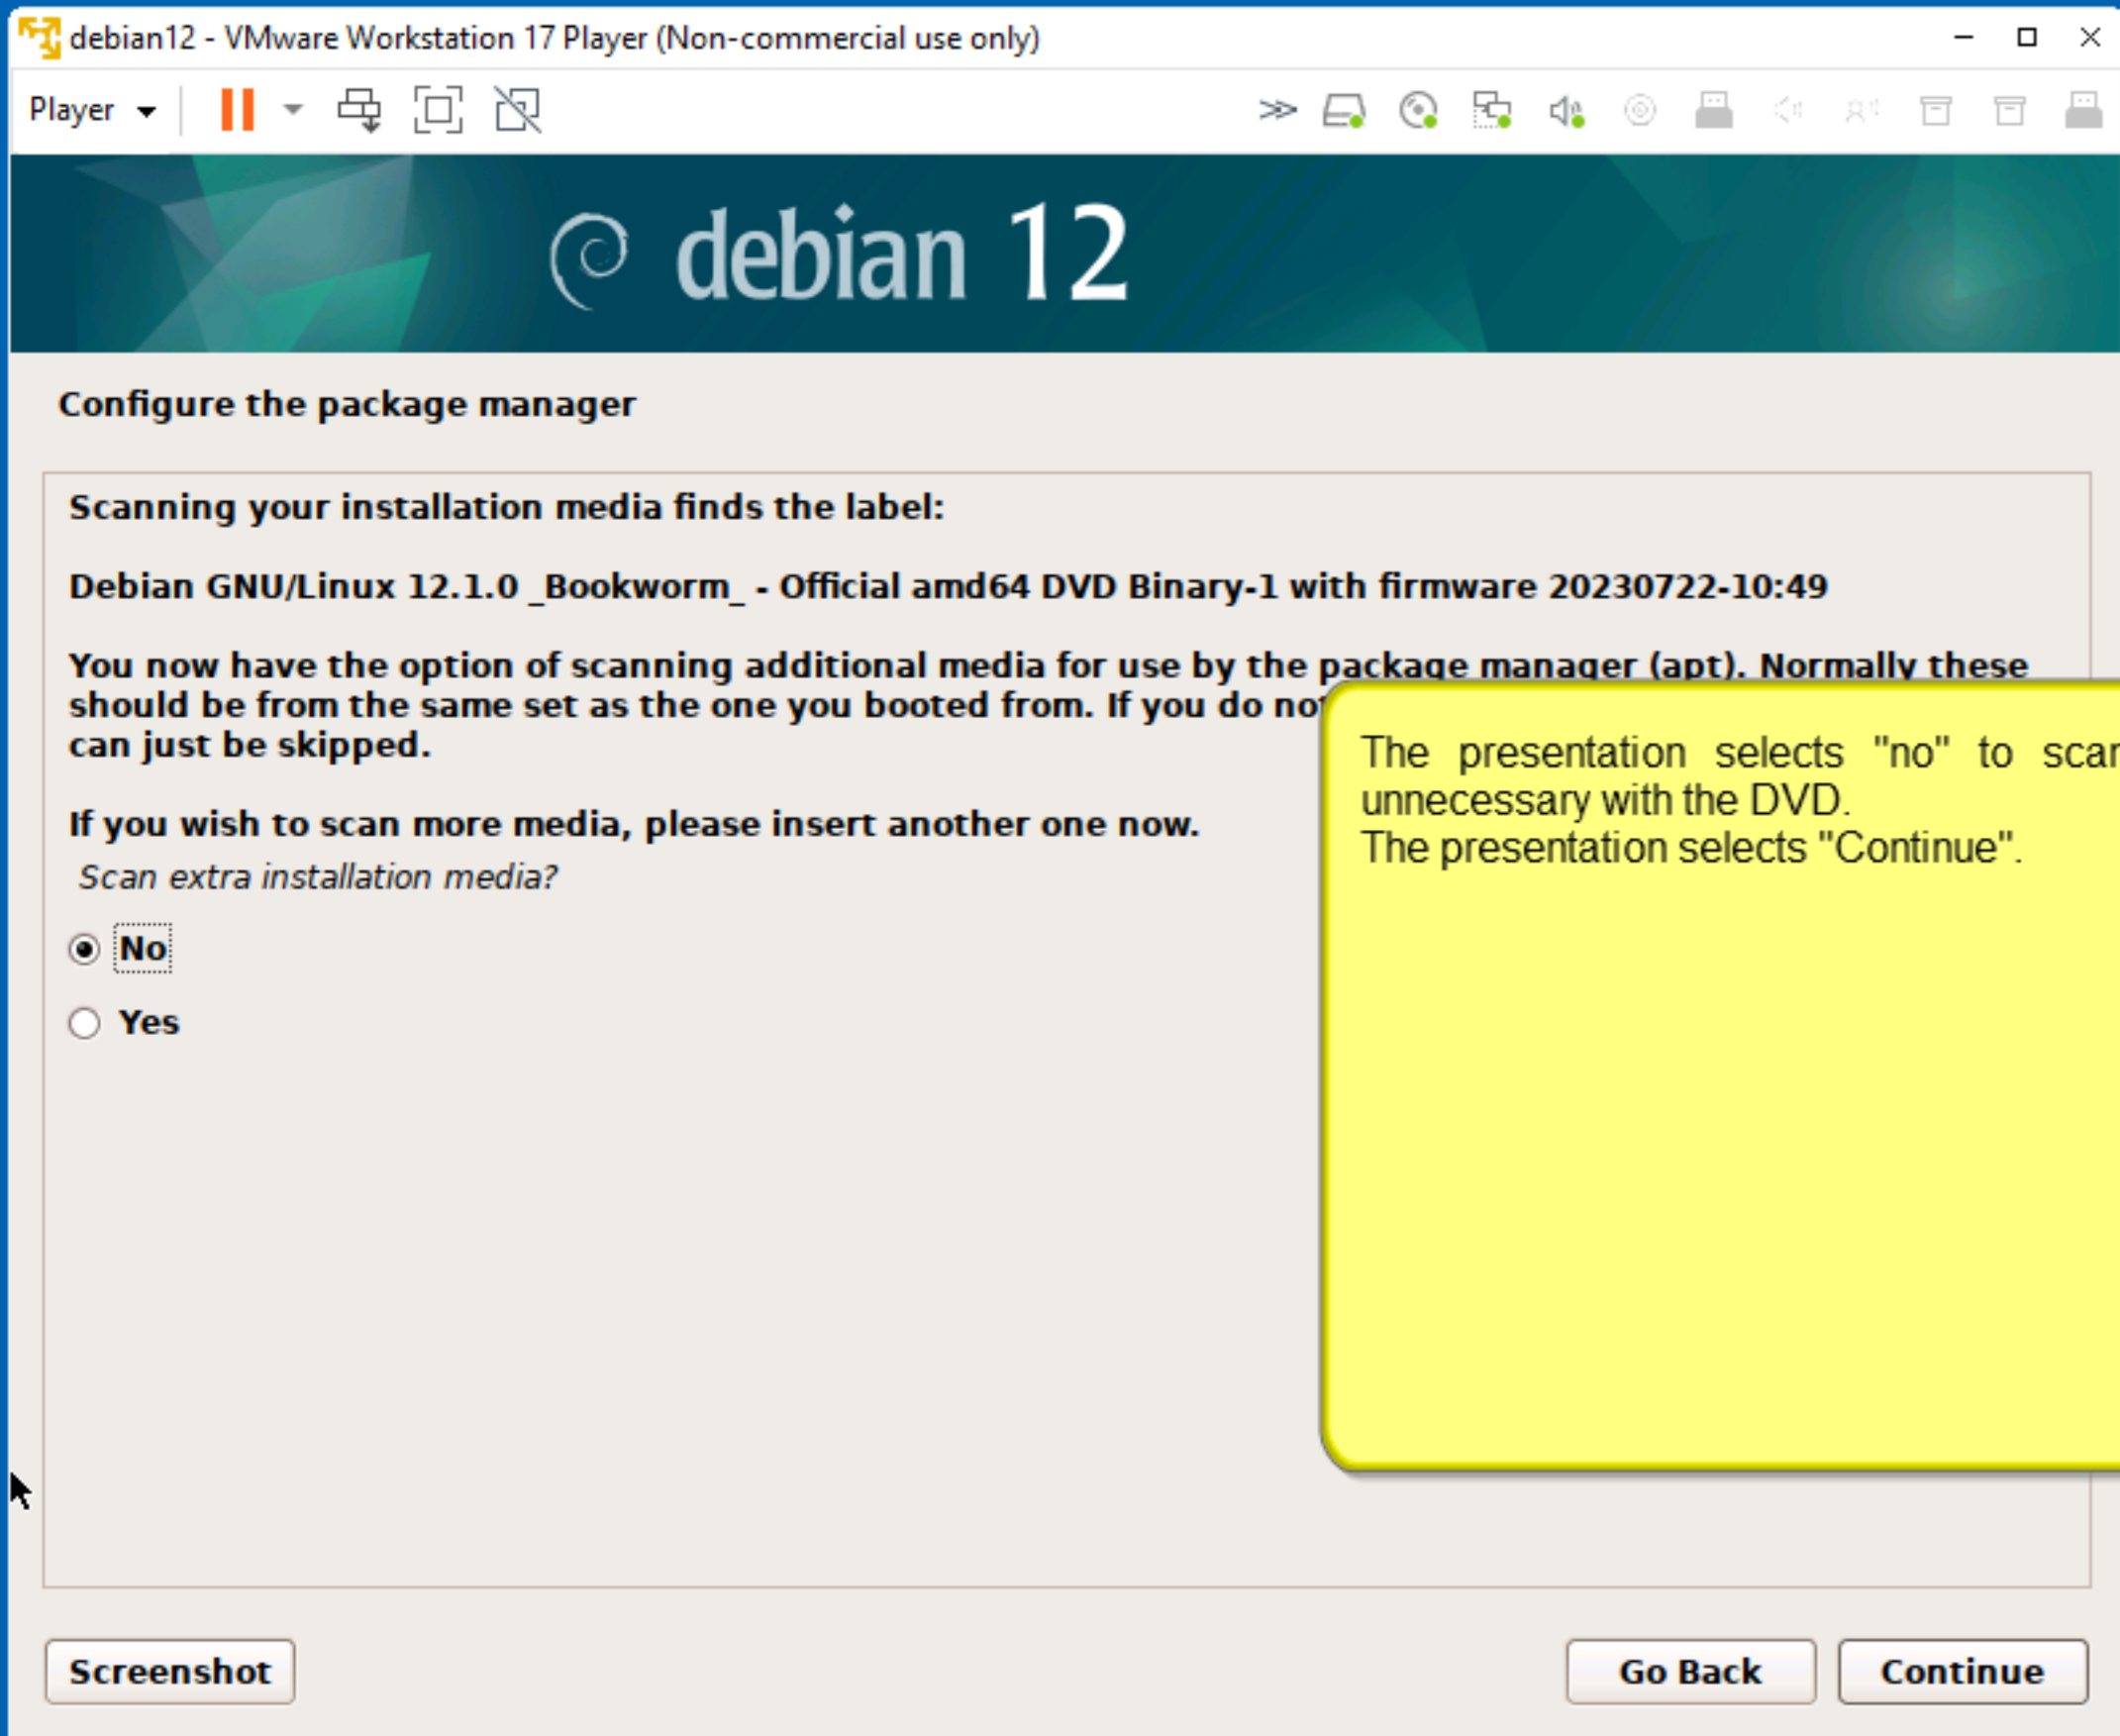 debian12 - VMware Workstation 17 Player (Non-commercial use only)
Player
debian 12
Configure the package manager
Scanning your installation media finds the label:
Debian GNU/Linux 12.1.0 _Bookworm_ - Official amd64 DVD Binary-1 with firmware 20230722-10:49
You now have the option of scanning additional media for use by the package manager (apt). Normally these
should be from the same set as the one you booted from. If you do
can just be skipped.
If you wish to scan more media, please insert another one now.
Scan extra installation media?
No
Yes
The presentation selects "no" to
unnecessary with the DVD.
The presentation selects "Continue".
Screenshot
Go Back
Continue